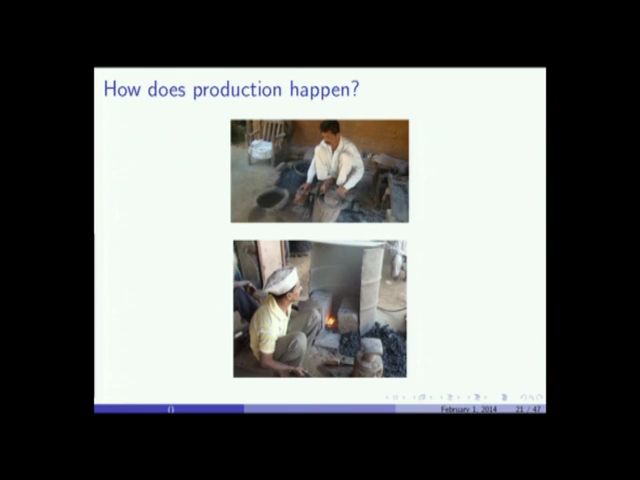 How does production happen?
()
February 1, 2014
21 / 47